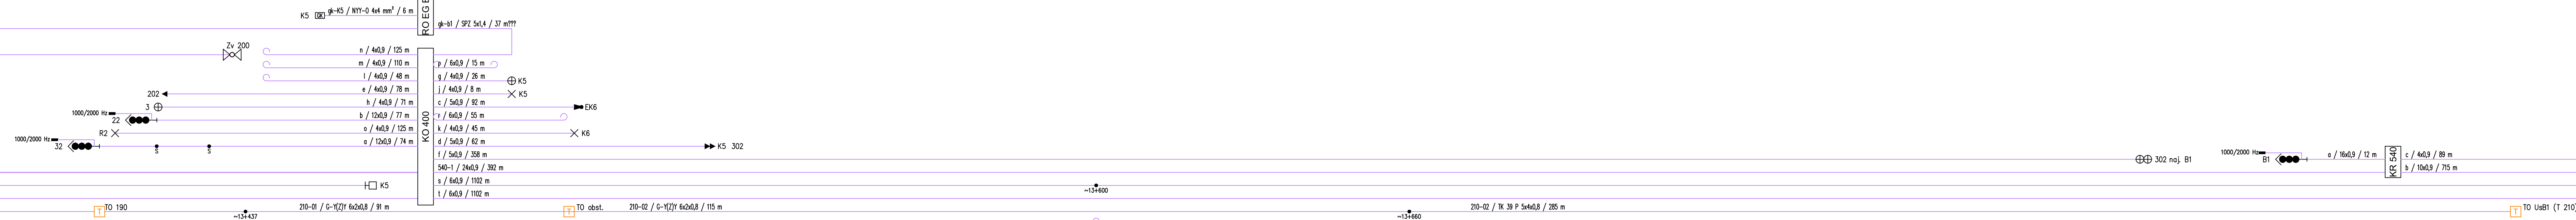 K5 GK gk-K5 / NYY-O 4x4 mm² / 6 m
RO EG E
gk-b1 / SPZ 5x1,4 / 37 m???
Zv 200
n / 4x0,9 / 125 m
m / 4x0,9 / 110 m
p / 6x0,9 / 15 m
l / 4x0,9 / 48 m
g / 4x0,9 / 26 m
K5
202
e / 4x0,9 / 78 m
j / 4x0,9 / 8 m
K5
3
h / 4x0,9 / 71 m
c / 5x0,9 / 92 m
EK6
1000/2000 Hz
22
b / 12x0,9 / 77 m
r / 6x0,9 / 55 m
KO 400
R2
o / 4x0,9 / 125 m
k / 4x0,9 / 45 m
K6
1000/2000 Hz
32
S
S
a / 12x0,9 / 74 m
d / 5x0,9 / 62 m
K5 302
f / 5x0,9 / 358 m
302 naj. B1
1000/2000 Hz
B1
a / 16x0,9 / 12 m
KR 540
c / 4x0,9 / 89 m
540-1 / 24x0,9 / 392 m
b / 10x0,9 / 715 m
K5
s / 6x0,9 / 1102 m
~13+600
t / 6x0,9 / 1102 m
T TO 190
~13+437
210-01 / G-Y(Z)Y 6x2x0,8 / 91 m
T TO obst.
210-02 / G-Y(Z)Y 6x2x0,8 / 115 m
~13+660
210-02 / TK 39 P 5x4x0,8 / 285 m
T TO UsB1 (T 210